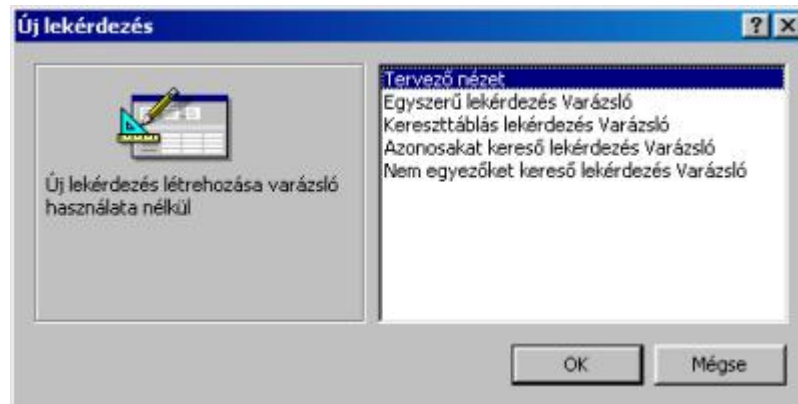 Új lekérdezés
Új lekérdezés létrehozása varázsló
használata nélkül
Tervező nézet
Egyszerű lekérdezés Varázsló
Kereszttáblás lekérdezés Varázsló
Azonosakat kereső lekérdezés Varázsló
Nem egyezőket kereső lekérdezés Varázsló
OK
Mégse